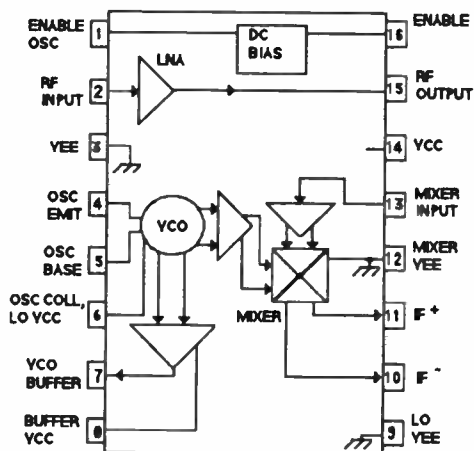 ENABLE
OSC
1
DC
BIAS
16
ENABLE
LNA
RF
INPUT
2
15
RF
OUTPUT
VEE
3
14
VCC
OSC
EMIT
4
VCO
13
MIXER
INPUT
OSC
BASE
5
12
MIXER
VEE
OSC COLL,
LO VCC
6
MIXER
11
IF +
VCO
BUFFER
7
10
IF -
BUFFER
VCC
8
9
LO
VEE